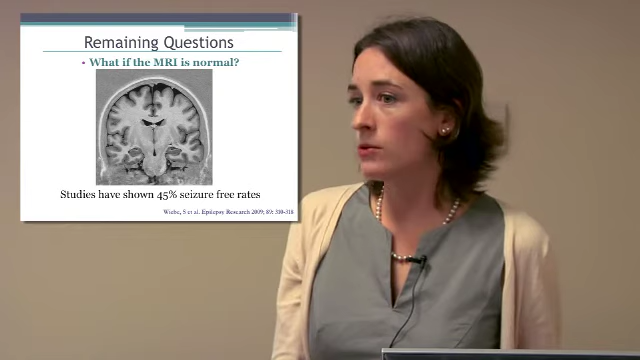 Remaining Questions
• What if the MRI is normal?
Studies have shown 45% seizure free rates
Wiebe, S et al. Epilepsy Research 2009; 89: 310-318